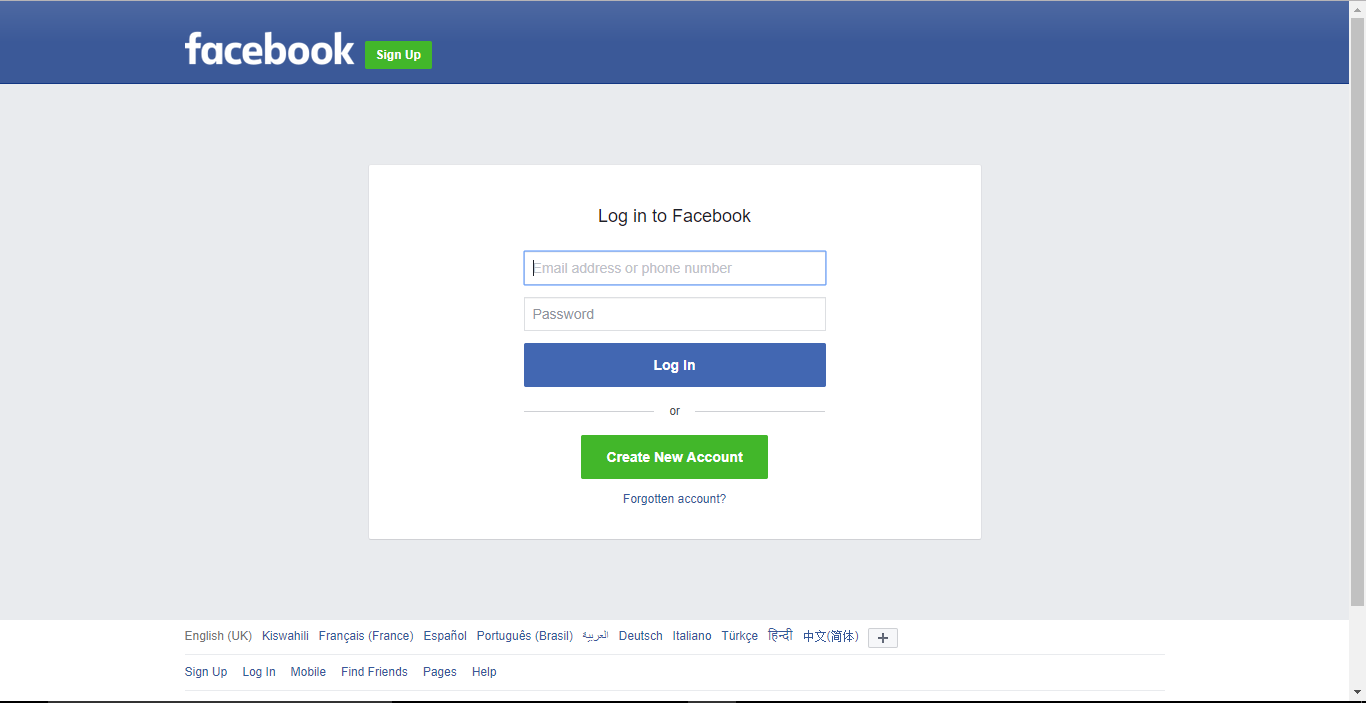 facebook Sign Up
Log in to Facebook
Email address or phone number
Password
Log In
or
Create New Account
Forgotten account?
English (UK) Kiswahili Français (France) Español Português (Brasil) العربية Deutsch Italiano Türkçe हिन्दी 中文(简体) +
Sign Up Log In Mobile Find Friends Pages Help